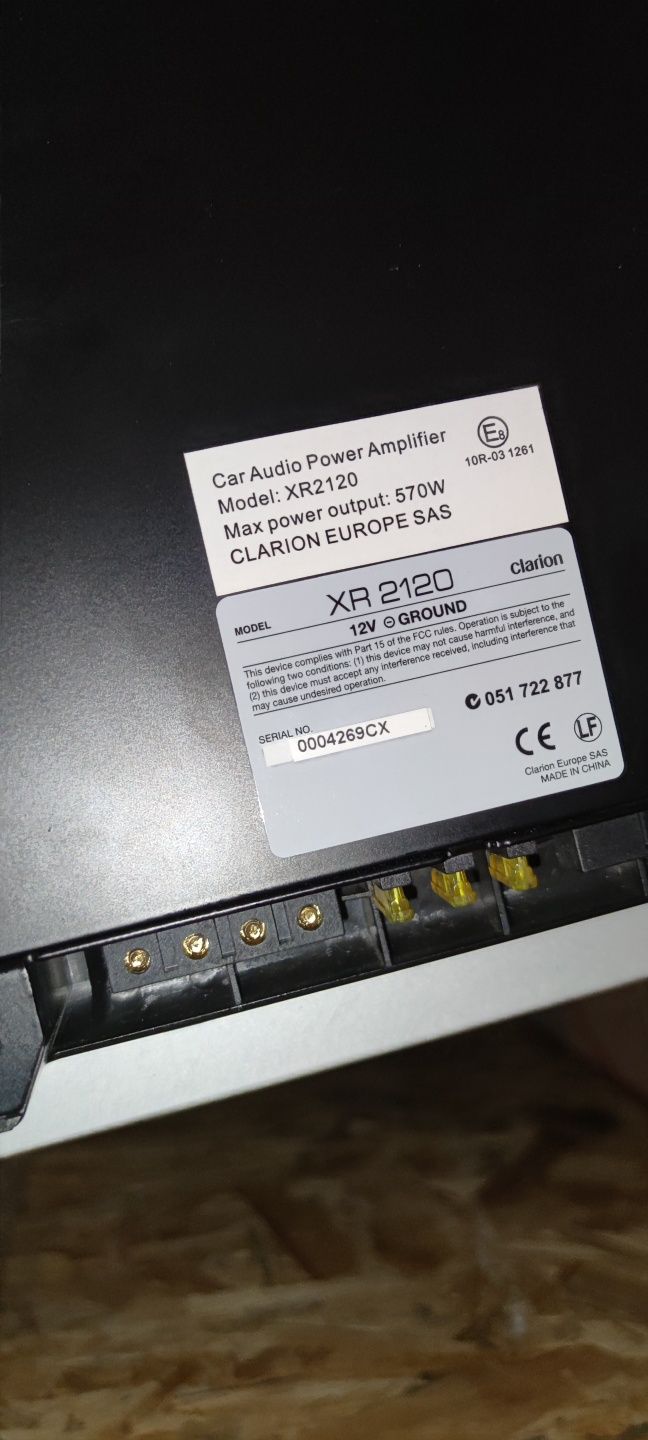 Car Audio Power Amplifier
Model: XR2120
Max power output: 570W
CLARION EUROPE SAS
E8
10R-03 1261
MODEL XR 2120 clarion
12V ⊖ GROUND
This device complies with Part 15 of the FCC rules. Operation is subject to the
following two conditions: (1) this device may not cause harmful interference, and
(2) this device must accept any interference received, including interference that
may cause undesired operation.
051 722 877
SERIAL NO.
0004269CX
CE LF
Clarion Europe SAS
MADE IN CHINA